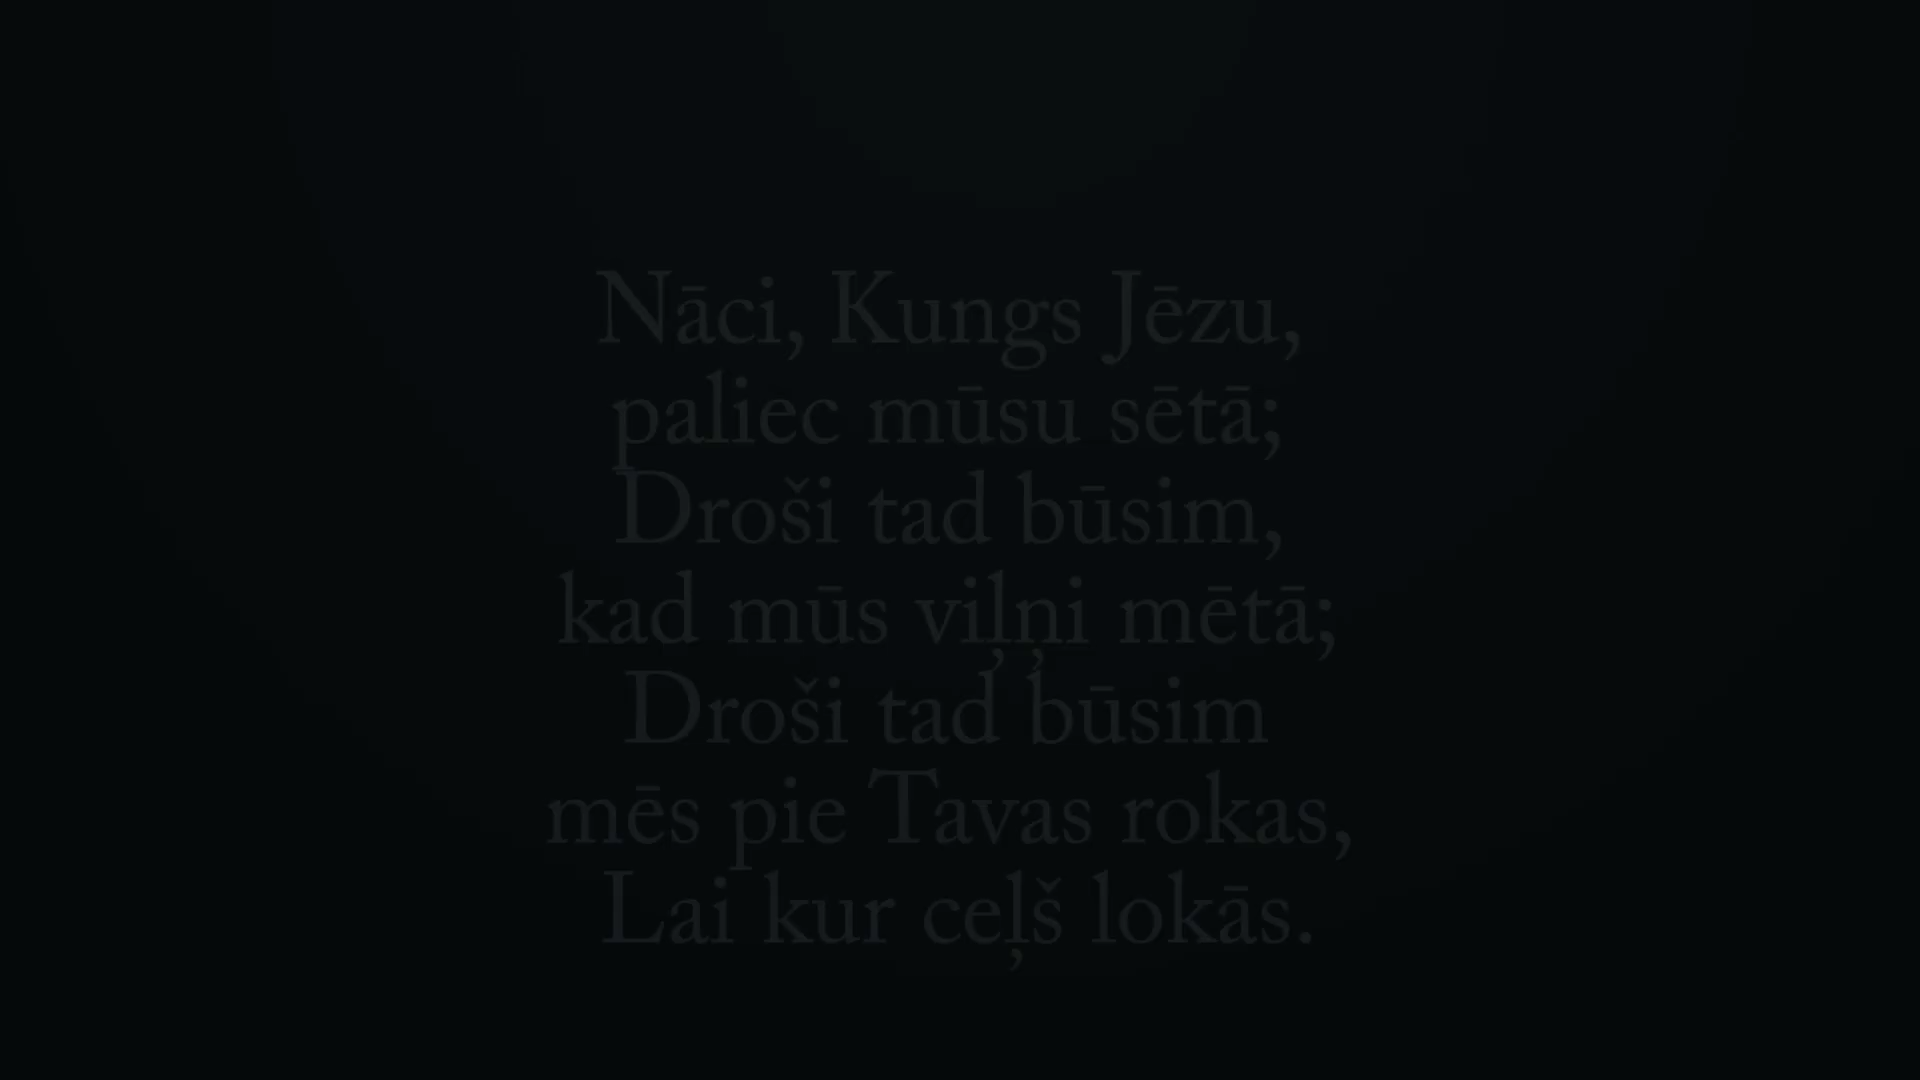 Nāci, Kungs Jēzu,
paliec mūsu sētā;
Droši tad būsim,
kad mūs viļņi mētā;
Droši tad būsim
mēs pie Tavas rokas,
Lai kur ceļš lokās.